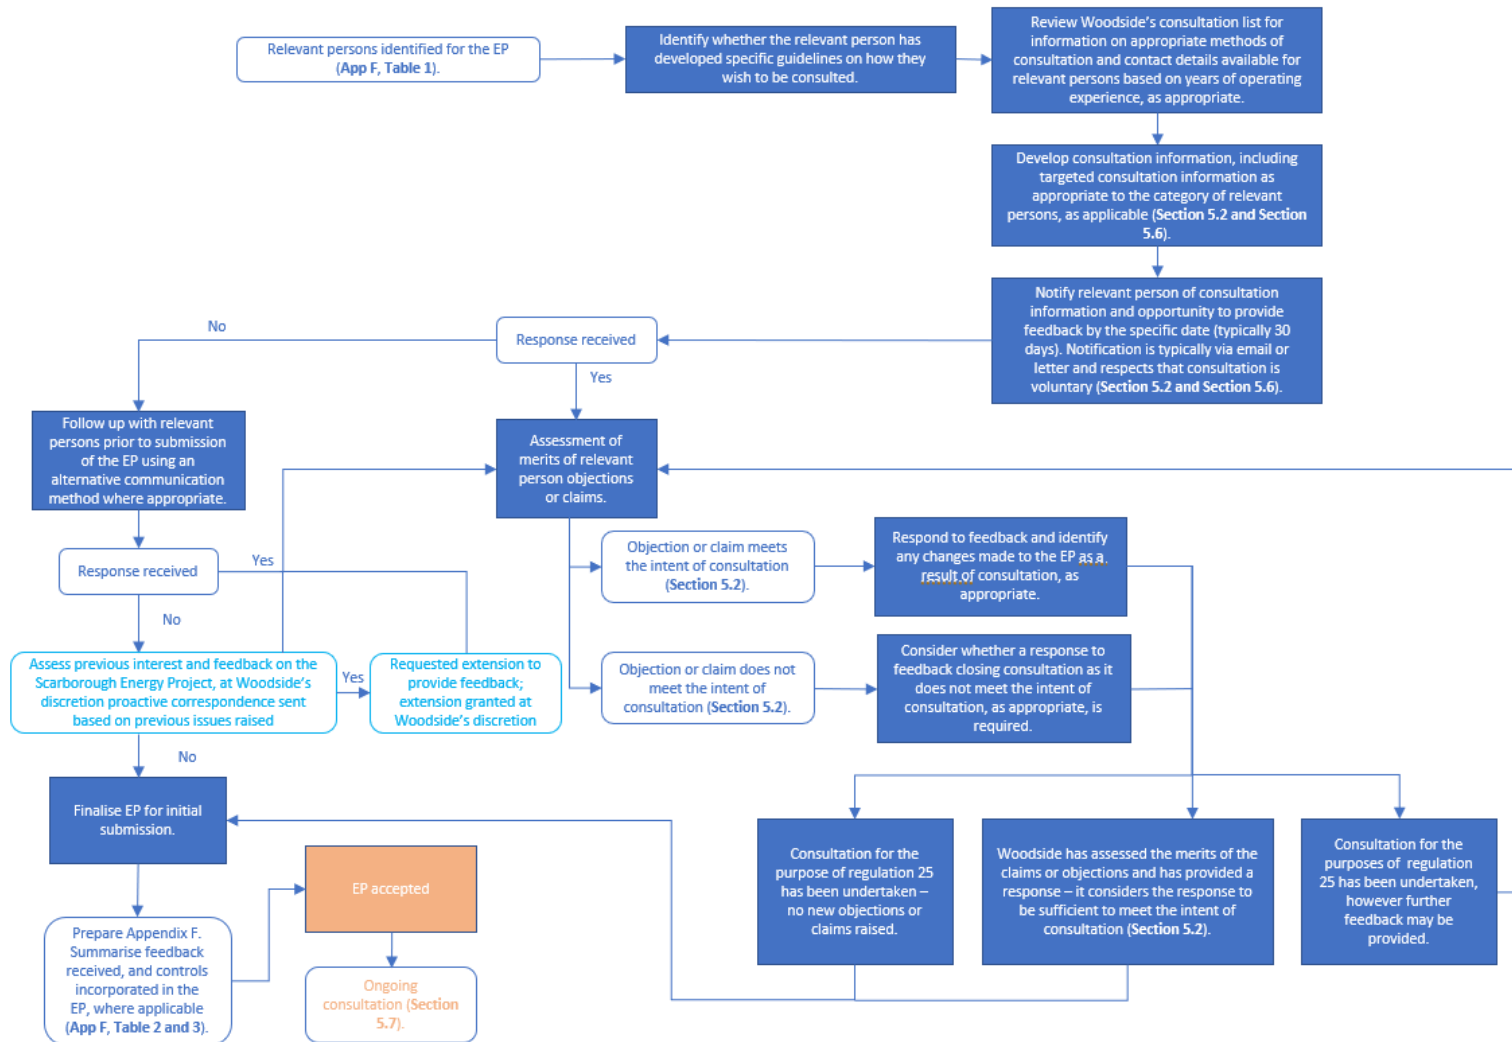 Relevant persons identified for the EP
(App F, Table 1).
Identify whether the relevant person has
developed specific guidelines on how they
wish to be consulted.
Review Woodside's consultation list for
information on appropriate methods of
consultation and contact details available for
relevant persons based on years of operating
experience, as appropriate.
Develop consultation information, including
targeted consultation information as
appropriate to the category of relevant
persons, as applicable (Section 5.2 and Section
5.6).
Notify relevant person of consultation
information and opportunity to provide
feedback by the specific date (typically 30
days). Notification is typically via email or
letter and respects that consultation is
voluntary (Section 5.2 and Section 5.6).
Response received
No
Yes
Follow up with relevant
persons prior to submission
of the EP using an
alternative communication
method where appropriate.
Assessment of
merits of relevant
person objections
or claims.
Response received
Yes
No
Objection or claim meets
the intent of consultation
(Section 5.2).
Respond to feedback and identify
any changes made to the EP as a
result of consultation, as
appropriate.
Assess previous interest and feedback on the
Scarborough Energy Project, at Woodside's
discretion proactive correspondence sent
based on previous issues raised
Yes
Requested extension to
provide feedback;
extension granted at
Woodside's discretion
Objection or claim does not
meet the intent of
consultation (Section 5.2).
Consider whether a response to
feedback closing consultation as it
does not meet the intent of
consultation, as appropriate, is
required.
No
Finalise EP for initial
submission.
Consultation for the
purpose of regulation 25
has been undertaken –
no new objections or
claims raised.
Woodside has assessed the merits of the
claims or objections and has provided a
response – it considers the response to
be sufficient to meet the intent of
consultation (Section 5.2).
Consultation for the
purposes of regulation
25 has been undertaken,
however further
feedback may be
provided.
EP accepted
Prepare Appendix F.
Summarise feedback
received, and controls
incorporated in the
EP, where applicable
(App F, Table 2 and 3).
Ongoing
consultation (Section
5.7).